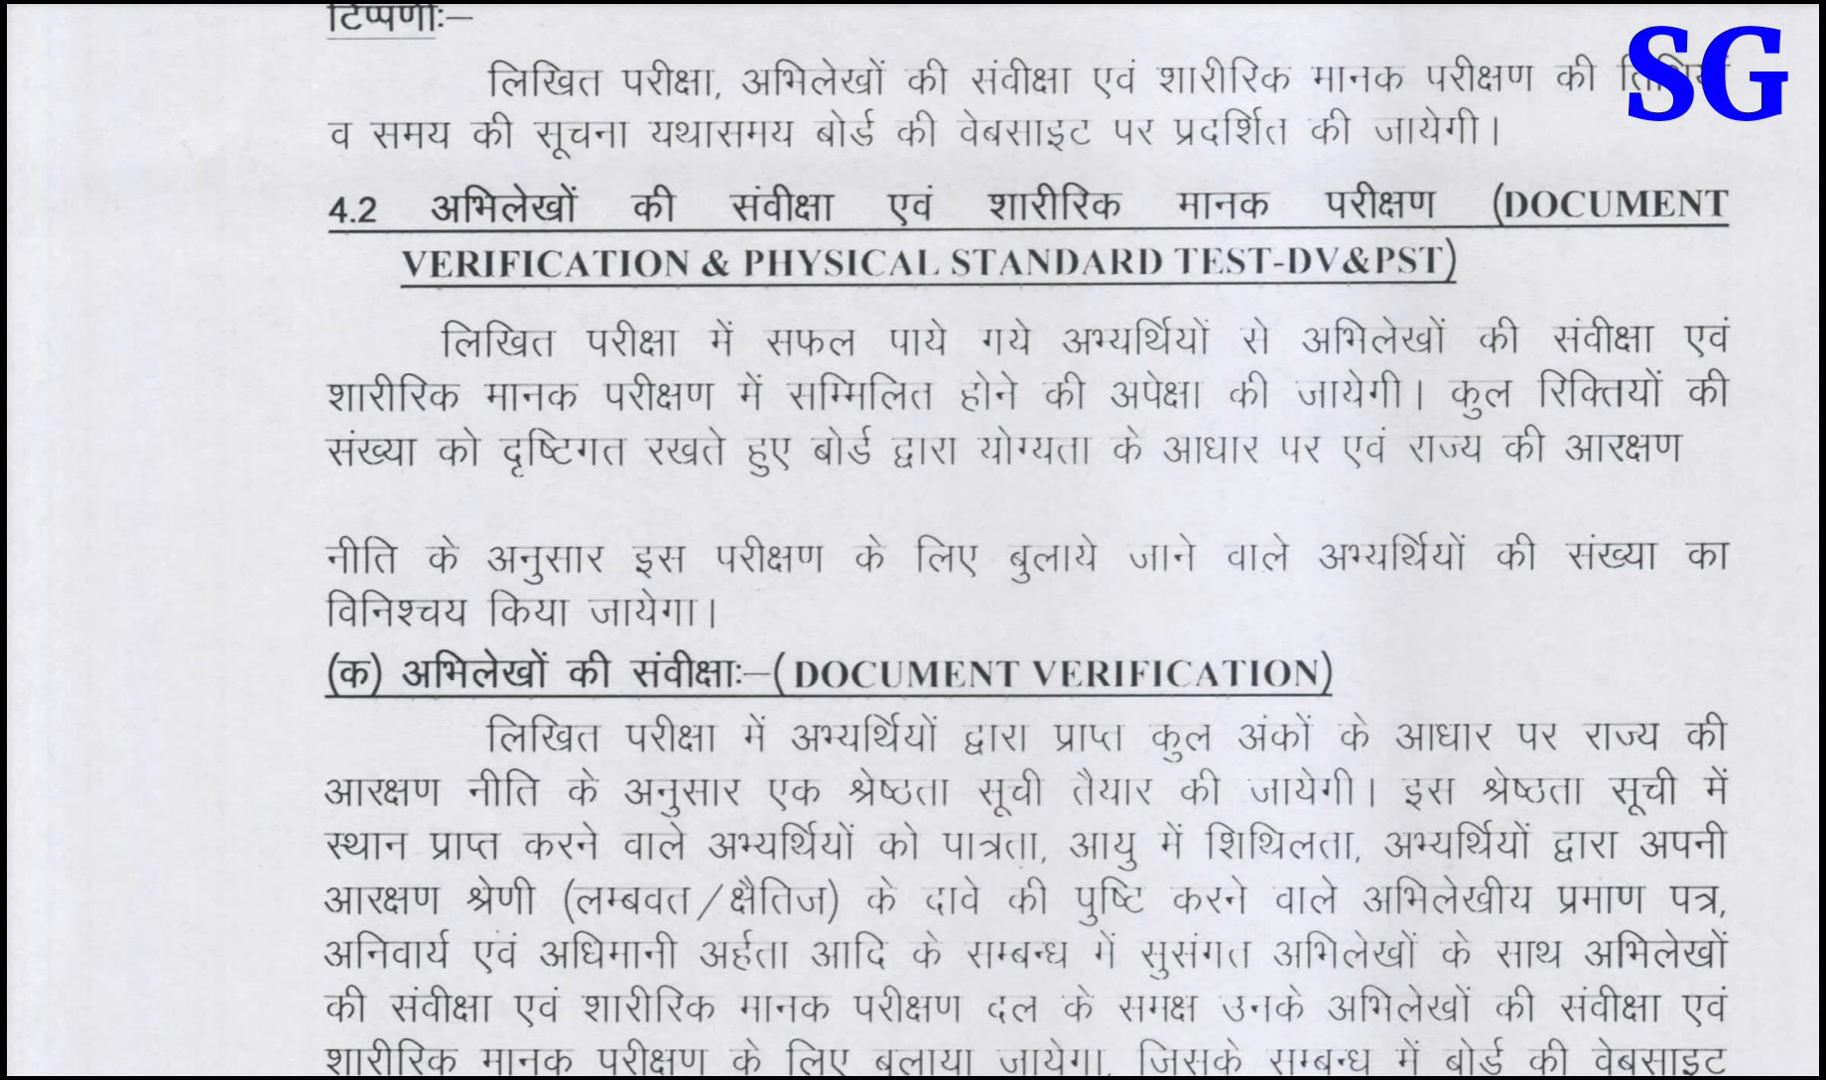 टिप्पणीः–
SG
लिखित परीक्षा, अभिलेखों की संवीक्षा एवं शारीरिक मानक परीक्षण की
व समय की सूचना यथासमय बोर्ड की वेबसाइट पर प्रदर्शित की जायेगी।
4.2 अभिलेखों की संवीक्षा एवं शारीरिक मानक परीक्षण (DOCUMENT
VERIFICATION & PHYSICAL STANDARD TEST-DV&PST)
लिखित परीक्षा में सफल पाये गये अभ्यर्थियों से अभिलेखों की संवीक्षा एवं
शारीरिक मानक परीक्षण में सम्मिलित होने की अपेक्षा की जायेगी। कुल रिक्तियों की
संख्या को दृष्टिगत रखते हुए बोर्ड द्वारा योग्यता के आधार पर एवं राज्य की आरक्षण
नीति के अनुसार इस परीक्षण के लिए बुलाये जाने वाले अभ्यर्थियों की संख्या का
विनिश्चय किया जायेगा।
(क) अभिलेखों की संवीक्षाः–( DOCUMENT VERIFICATION)
लिखित परीक्षा में अभ्यर्थियों द्वारा प्राप्त कुल अंकों के आधार पर राज्य की
आरक्षण नीति के अनुसार एक श्रेष्ठता सूची तैयार की जायेगी। इस श्रेष्ठता सूची में
स्थान प्राप्त करने वाले अभ्यर्थियों को पात्रता, आयु में शिथिलता, अभ्यर्थियों द्वारा अपनी
आरक्षण श्रेणी (लम्बवत/क्षैतिज) के दावे की पुष्टि करने वाले अभिलेखीय प्रमाण पत्र,
अनिवार्य एवं अधिमानी अर्हता आदि के सम्बन्ध में सुसंगत अभिलेखों के साथ अभिलेखों
की संवीक्षा एवं शारीरिक मानक परीक्षण दल के समक्ष उनके अभिलेखों की संवीक्षा एवं
शारीरिक मानक परीक्षण के लिए बुलाया जायेगा, जिसके सम्बन्ध में बोर्ड की वेबसाइट